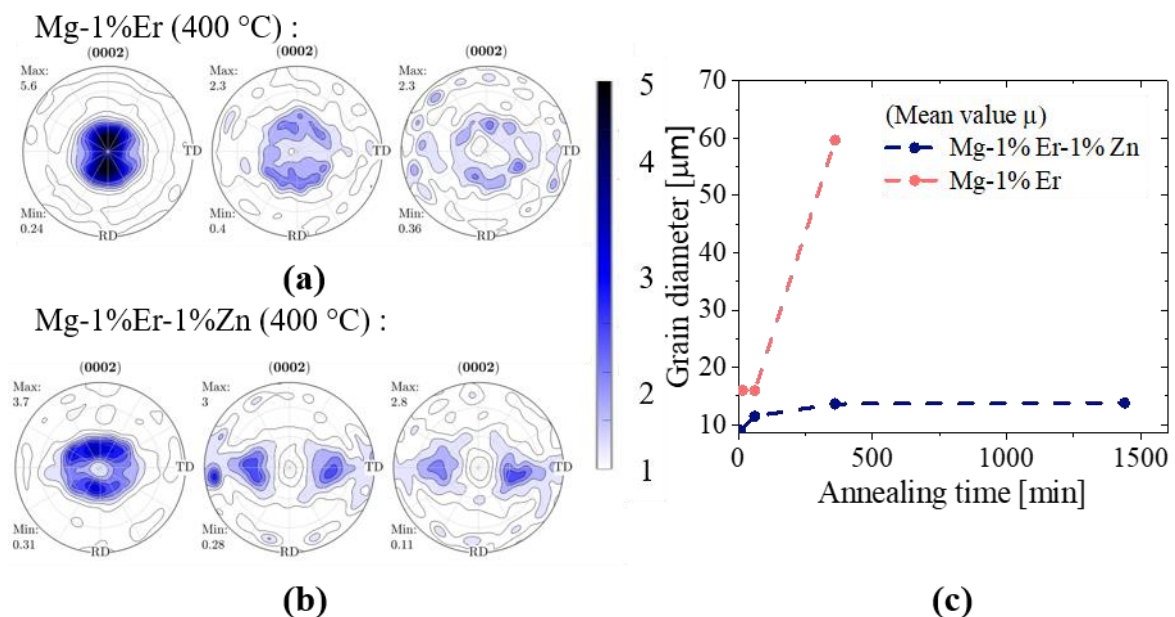 Mg-1%Er (400 °C) :
(0002)
Max:
5.6
Min:
0.24
TD
RD
(0002)
Max:
2.3
Min:
0.4
TD
RD
(0002)
Max:
2.3
Min:
0.36
TD
RD
(a)
Mg-1%Er-1%Zn (400 °C) :
(0002)
Max:
3.7
Min:
0.31
TD
RD
(0002)
Max:
3
Min:
0.28
TD
RD
(0002)
Max:
2.8
Min:
0.11
TD
RD
(b)
5
4
3
2
1
Grain diameter [µm]
70
60
50
40
30
20
10
(Mean value µ)
Mg-1% Er-1% Zn
Mg-1% Er
0
500
1000
1500
Annealing time [min]
(c)